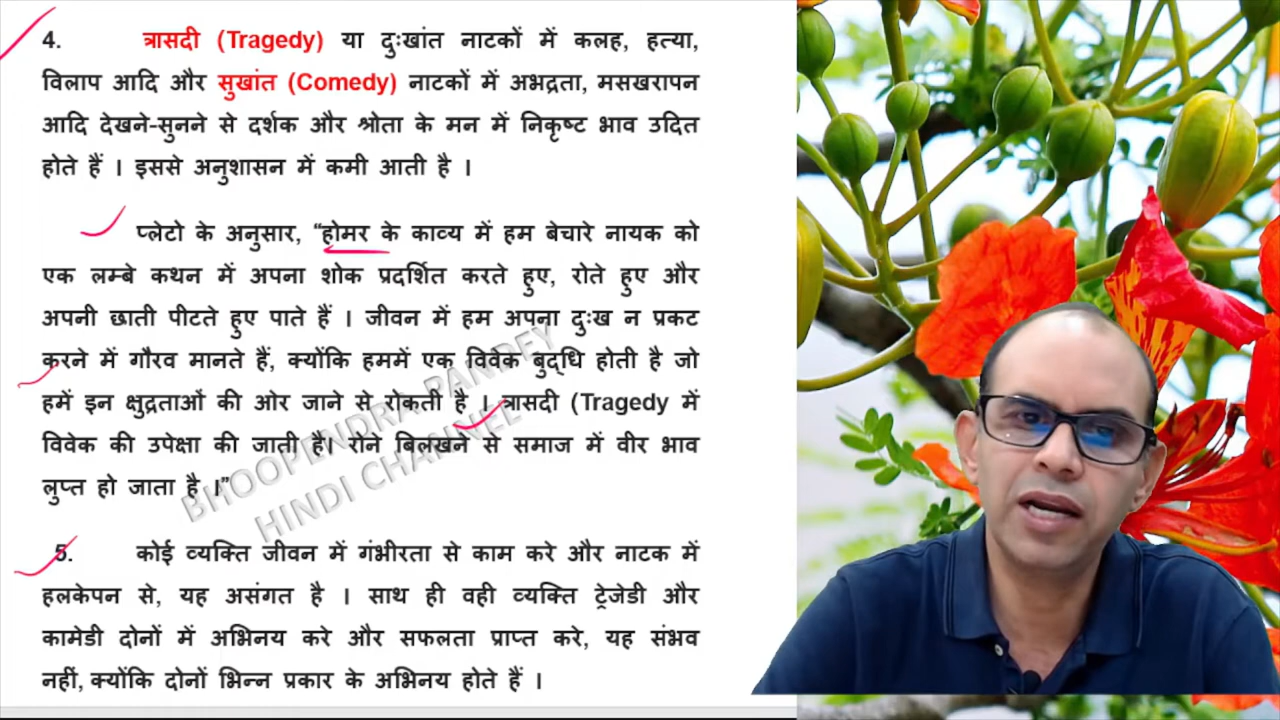 4. त्रासदी (Tragedy) या दुःखांत नाटकों में कलह, हत्या,
विलाप आदि और सुखांत (Comedy) नाटकों में अभद्रता, मसखरापन
आदि देखने-सुनने से दर्शक और श्रोता के मन में निकृष्ट भाव उदित
होते हैं । इससे अनुशासन में कमी आती है ।
प्लेटो के अनुसार, “होमर के काव्य में हम बेचारे नायक को
एक लम्बे कथन में अपना शोक प्रदर्शित करते हुए, रोते हुए और
अपनी छाती पीटते हुए पाते हैं । जीवन में हम अपना दुःख न प्रकट
करने में गौरव मानते हैं, क्योंकि हममें एक विवेक बुद्धि होती है जो
हमें इन क्षुद्रताओं की ओर जाने से रोकती है । त्रासदी (Tragedy में
विवेक की उपेक्षा की जाती है। रोने बिलखने से समाज में वीर भाव
लुप्त हो जाता है ।”
BHOOPENDRA PANDEY
HINDI CHANNEL
5. कोई व्यक्ति जीवन में गंभीरता से काम करे और नाटक में
हलकेपन से, यह असंगत है । साथ ही वही व्यक्ति ट्रेजेडी और
कामेडी दोनों में अभिनय करे और सफलता प्राप्त करे, यह संभव
नहीं, क्योंकि दोनों भिन्न प्रकार के अभिनय होते हैं ।